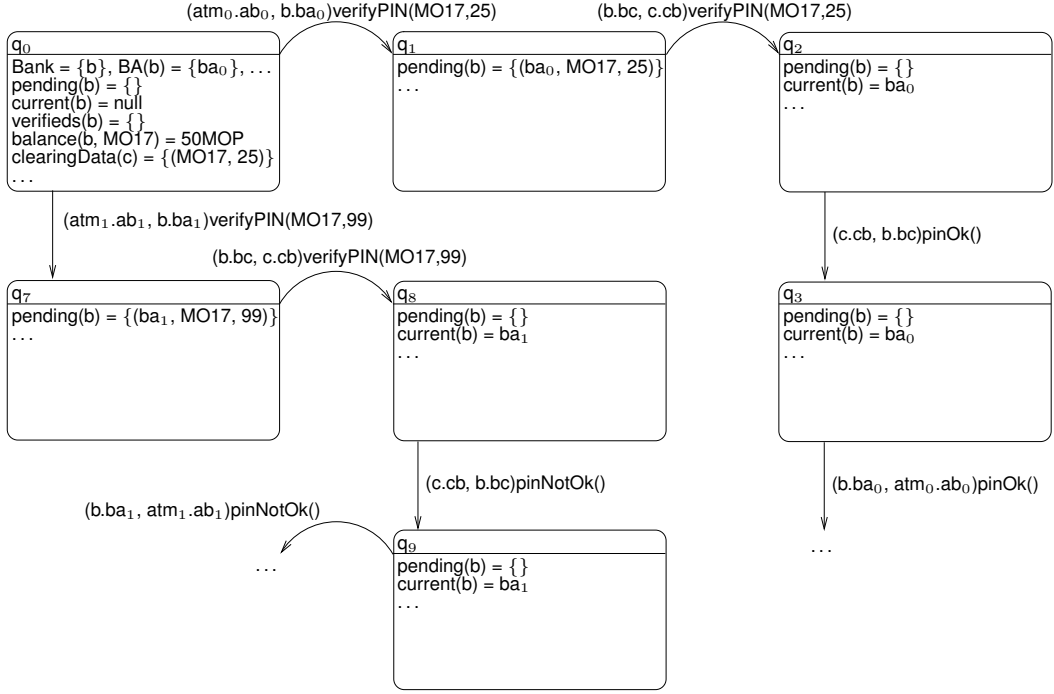 (atm₀.ab₀, b.ba₀)verifyPIN(MO17,25)
(b.bc, c.cb)verifyPIN(MO17,25)
q₀
Bank = {b}, BA(b) = {ba₀}, ...
pending(b) = {}
current(b) = null
verifieds(b) = {}
balance(b, MO17) = 50MOP
clearingData(c) = {(MO17, 25)}
...
q₁
pending(b) = {(ba₀, MO17, 25)}
...
q₂
pending(b) = {}
current(b) = ba₀
...
(atm₁.ab₁, b.ba₁)verifyPIN(MO17,99)
(c.cb, b.bc)pinOk()
(b.bc, c.cb)verifyPIN(MO17,99)
q₇
pending(b) = {(ba₁, MO17, 99)}
...
q₈
pending(b) = {}
current(b) = ba₁
...
q₃
pending(b) = {}
current(b) = ba₀
...
(c.cb, b.bc)pinNotOk()
(b.ba₀, atm₀.ab₀)pinOk()
(b.ba₁, atm₁.ab₁)pinNotOk()
...
...
q₉
pending(b) = {}
current(b) = ba₁
...